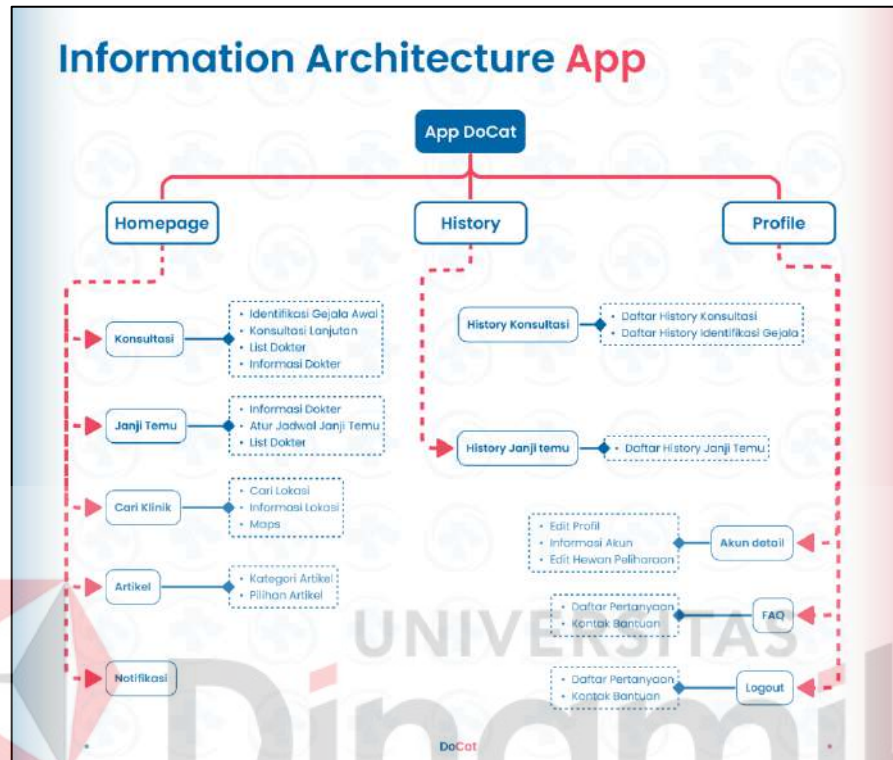 Information Architecture App
App DoCat
Homepage
History
Profile
Konsultasi
• Identifikasi Gejala Awal
• Konsultasi Lanjutan
• List Dokter
• Informasi Dokter
Janji Temu
• Informasi Dokter
• Atur Jadwal Janji Temu
• List Dokter
Cari Klinik
• Cari Lokasi
• Informasi Lokasi
• Maps
Artikel
• Kategori Artikel
• Pilihan Artikel
Notifikasi
History Konsultasi
• Daftar History Konsultasi
• Daftar History Identifikasi Gejala
History Janji temu
• Daftar History Janji Temu
• Edit Profil
• Informasi Akun
• Edit Hewan Peliharaan
Akun detail
• Daftar Pertanyaan
• Kontak Bantuan
FAQ
• Daftar Pertanyaan
• Kontak Bantuan
Logout
UNIVERSITAS
DoCat